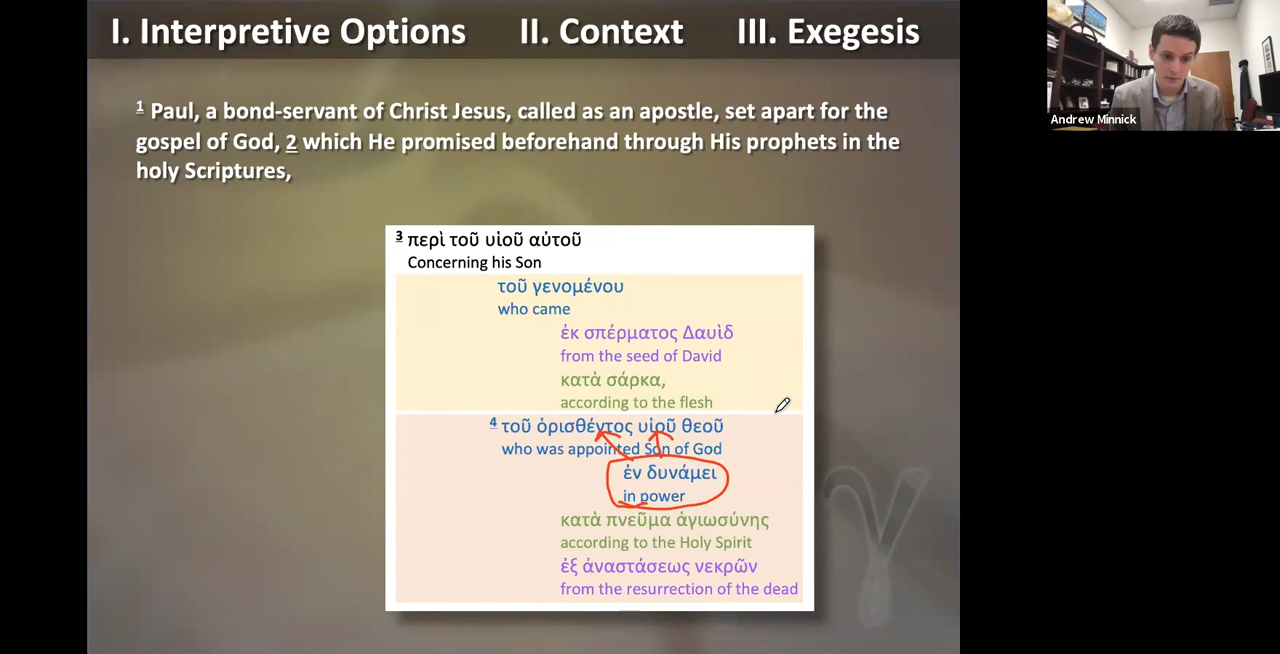 I. Interpretive Options II. Context III. Exegesis
1 Paul, a bond-servant of Christ Jesus, called as an apostle, set apart for the
gospel of God, 2 which He promised beforehand through His prophets in the
holy Scriptures,
3 περὶ τοῦ υἱοῦ αὐτοῦ
Concerning his Son
τοῦ γενομένου
who came
ἐκ σπέρματος Δαυὶδ
from the seed of David
κατὰ σάρκα,
according to the flesh
4 τοῦ ὁρισθέντος υἱοῦ θεοῦ
who was appointed Son of God
ἐν δυνάμει
in power
κατὰ πνεῦμα ἁγιωσύνης
according to the Holy Spirit
ἐξ ἀναστάσεως νεκρῶν
from the resurrection of the dead
Andrew Minnick